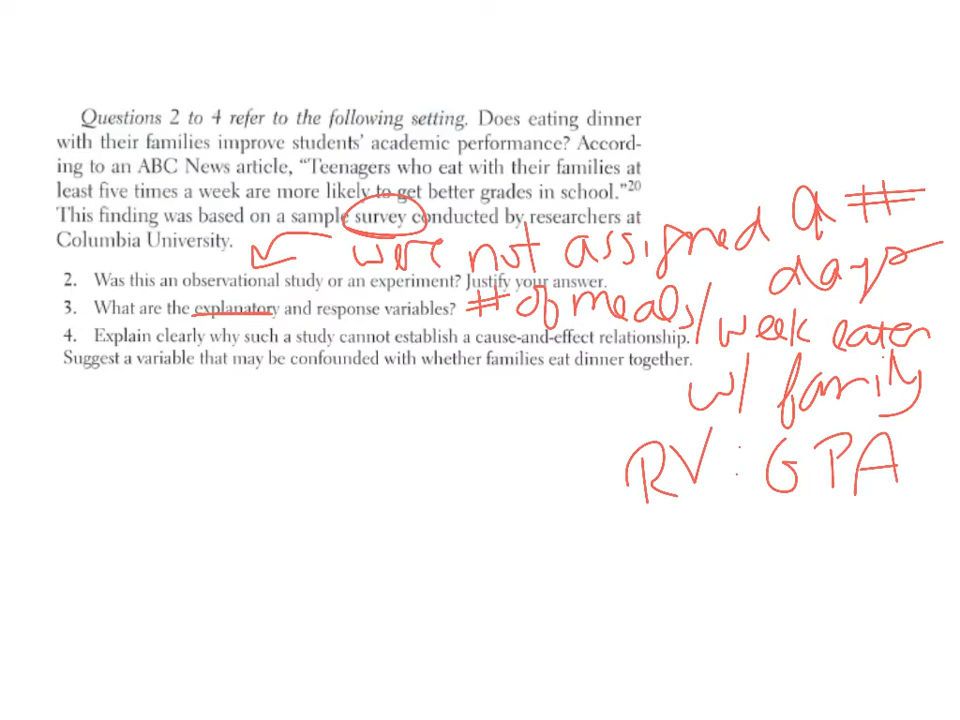 Questions 2 to 4 refer to the following setting. Does eating dinner
with their families improve students' academic performance? Accord-
ing to an ABC News article, "Teenagers who eat with their families at
least five times a week are more likely to get better grades in school."20
This finding was based on a sample survey conducted by researchers at
Columbia University.
were not assigned a #
days
2. Was this an observational study or an experiment? Justify your answer.
3. What are the explanatory and response variables?
# of meals/week eaten
w/ family
4. Explain clearly why such a study cannot establish a cause-and-effect relationship.
Suggest a variable that may be confounded with whether families eat dinner together.
RV: GPA